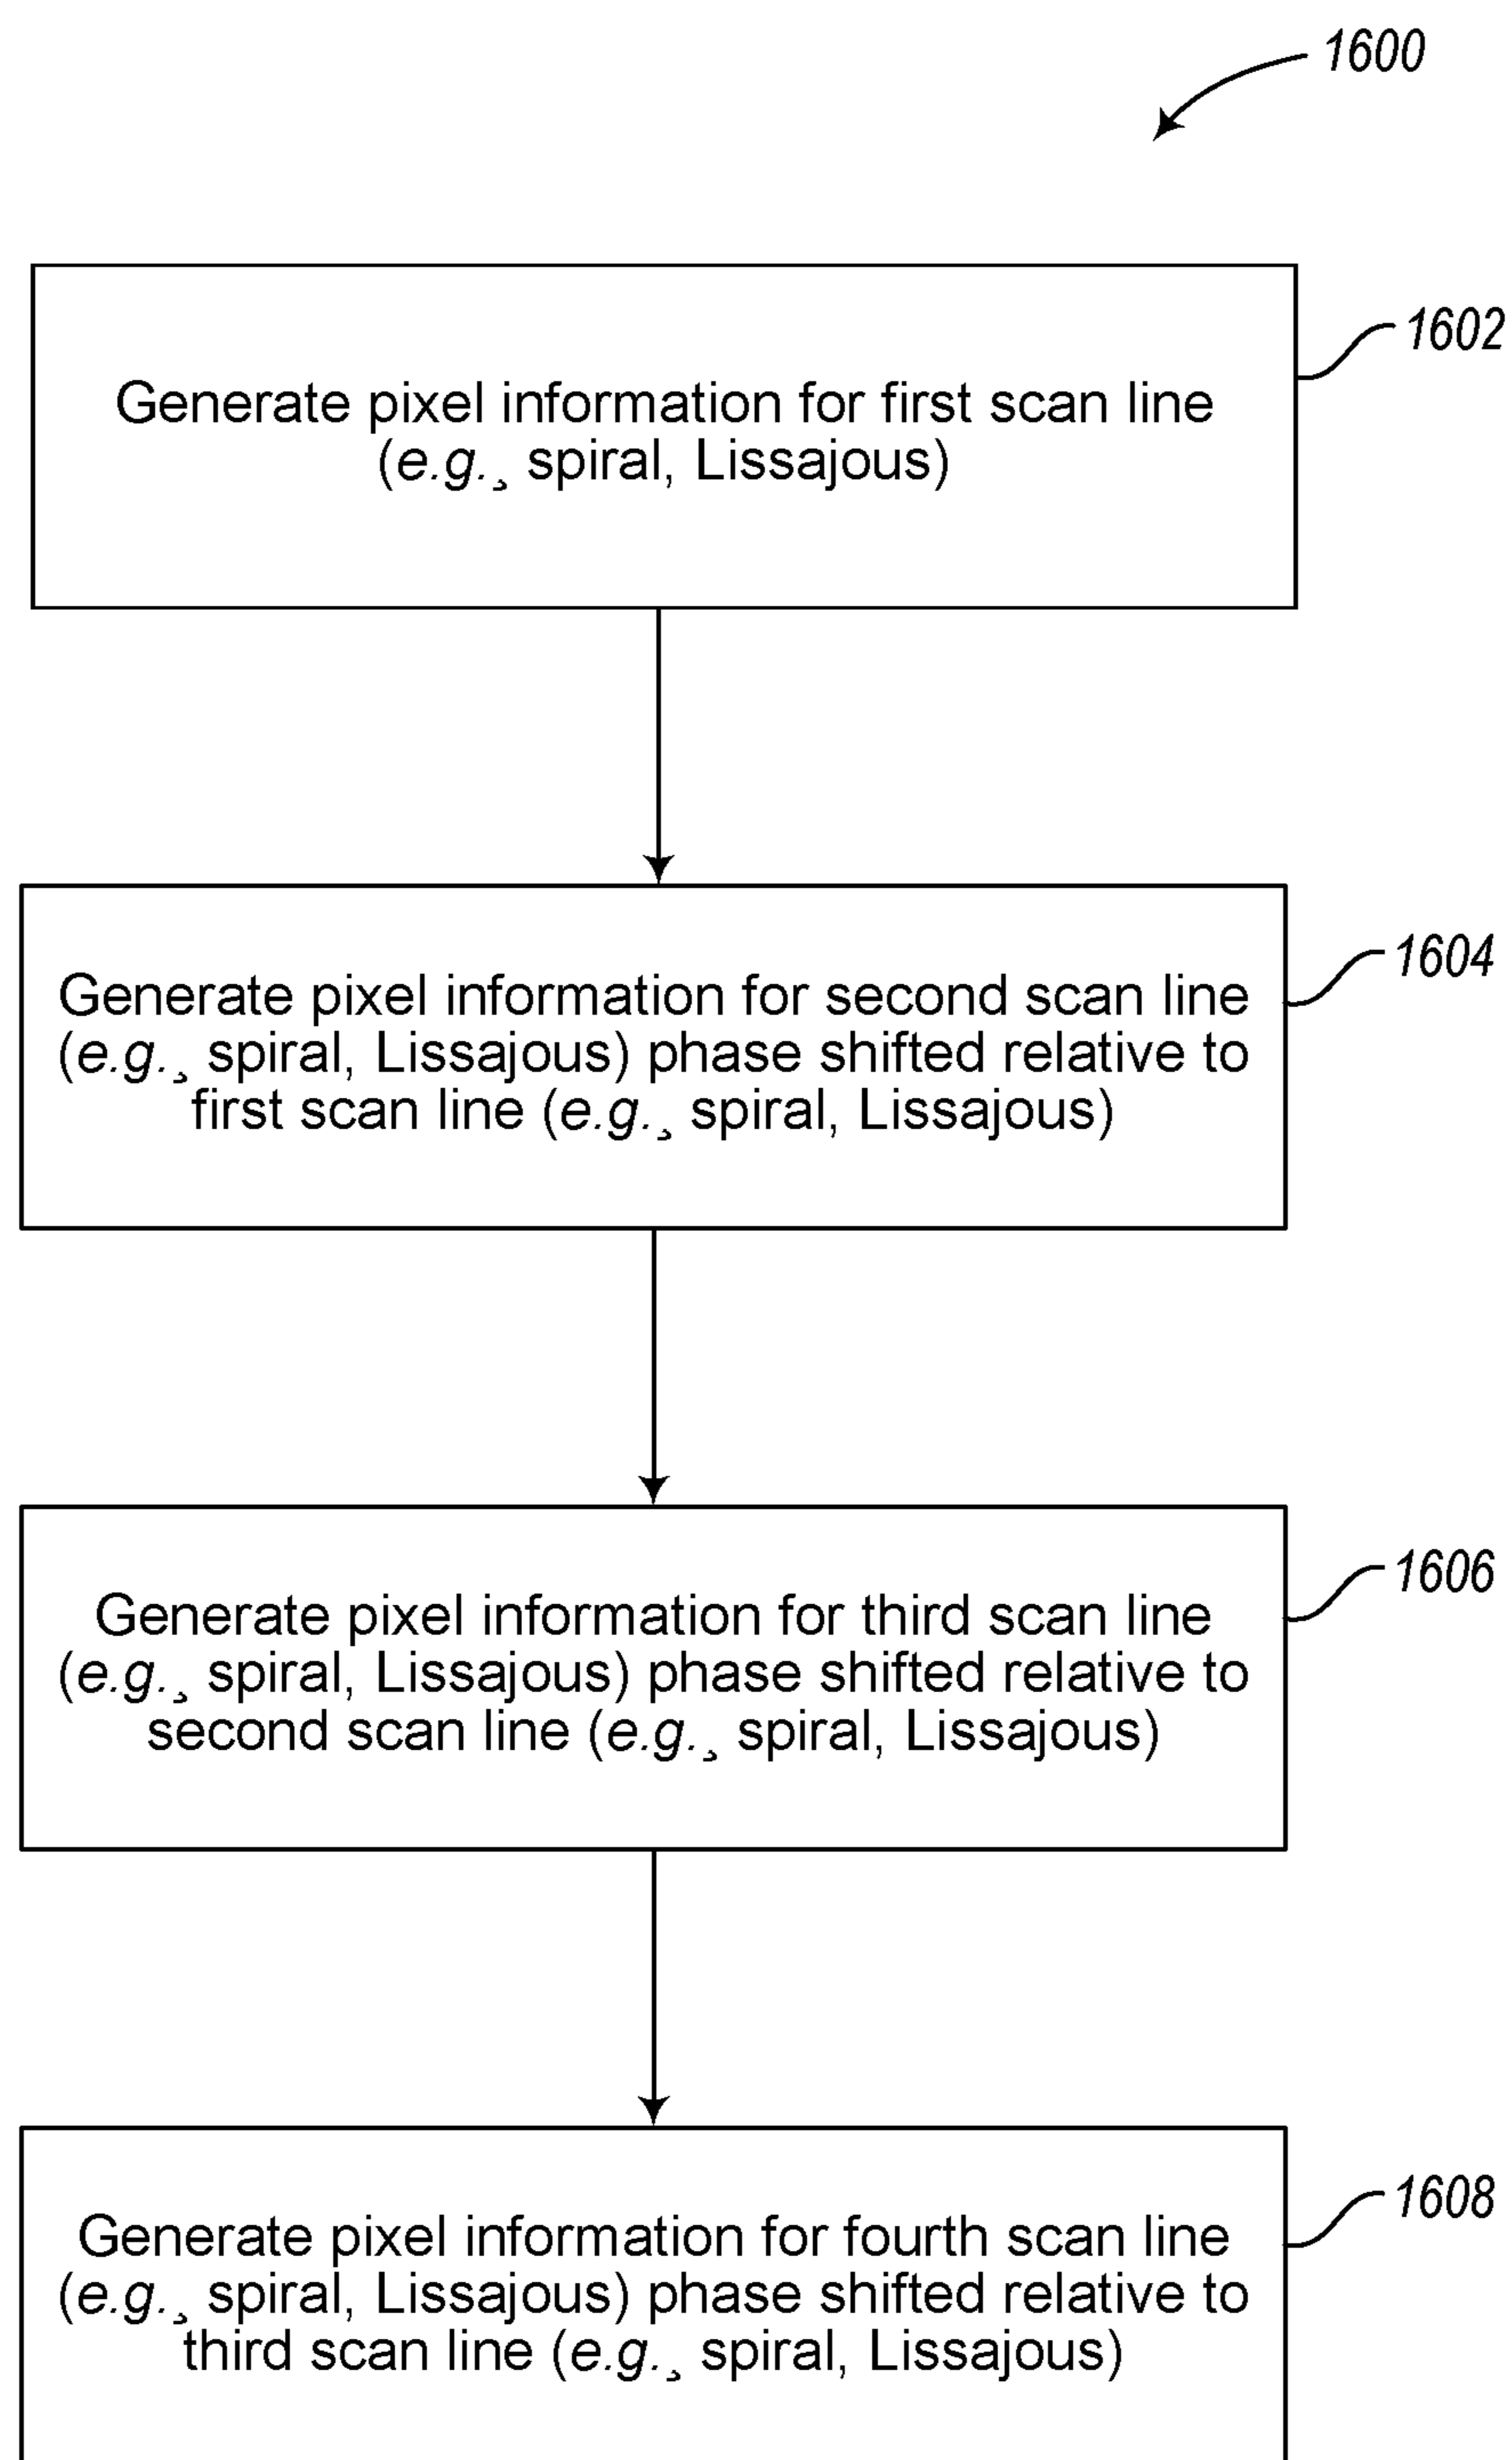 1600
1602
Generate pixel information for first scan line
(e.g.¸ spiral, Lissajous)
1604
Generate pixel information for second scan line
(e.g.¸ spiral, Lissajous) phase shifted relative to
first scan line (e.g.¸ spiral, Lissajous)
1606
Generate pixel information for third scan line
(e.g.¸ spiral, Lissajous) phase shifted relative to
second scan line (e.g.¸ spiral, Lissajous)
1608
Generate pixel information for fourth scan line
(e.g.¸ spiral, Lissajous) phase shifted relative to
third scan line (e.g.¸ spiral, Lissajous)